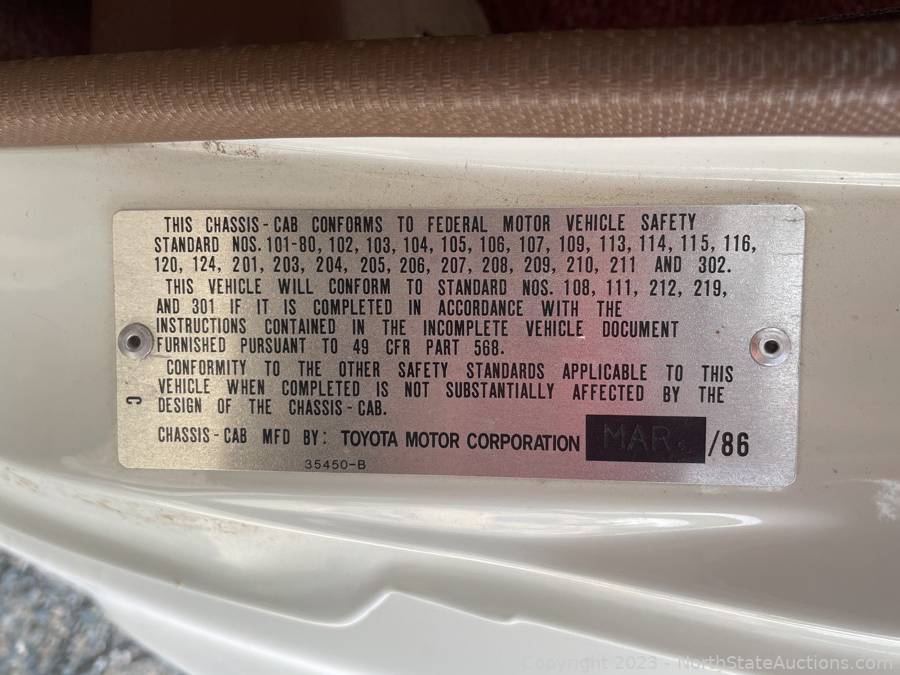 THIS CHASSIS-CAB CONFORMS TO FEDERAL MOTOR VEHICLE SAFETY
STANDARD NOS. 101-80, 102, 103, 104, 105, 106, 107, 109, 113, 114, 115, 116,
120, 124, 201, 203, 204, 205, 206, 207, 208, 209, 210, 211 AND 302.
THIS VEHICLE WILL CONFORM TO STANDARD NOS. 108, 111, 212, 219,
AND 301 IF IT IS COMPLETED IN ACCORDANCE WITH THE
INSTRUCTIONS CONTAINED IN THE INCOMPLETE VEHICLE DOCUMENT
FURNISHED PURSUANT TO 49 CFR PART 568.
CONFORMITY TO THE OTHER SAFETY STANDARDS APPLICABLE TO THIS
VEHICLE WHEN COMPLETED IS NOT SUBSTANTIALLY AFFECTED BY THE
DESIGN OF THE CHASSIS-CAB.
C
CHASSIS-CAB MFD BY: TOYOTA MOTOR CORPORATION MAR. /86
35450-B
Copyright 2023 - NorthStateAuctions.com